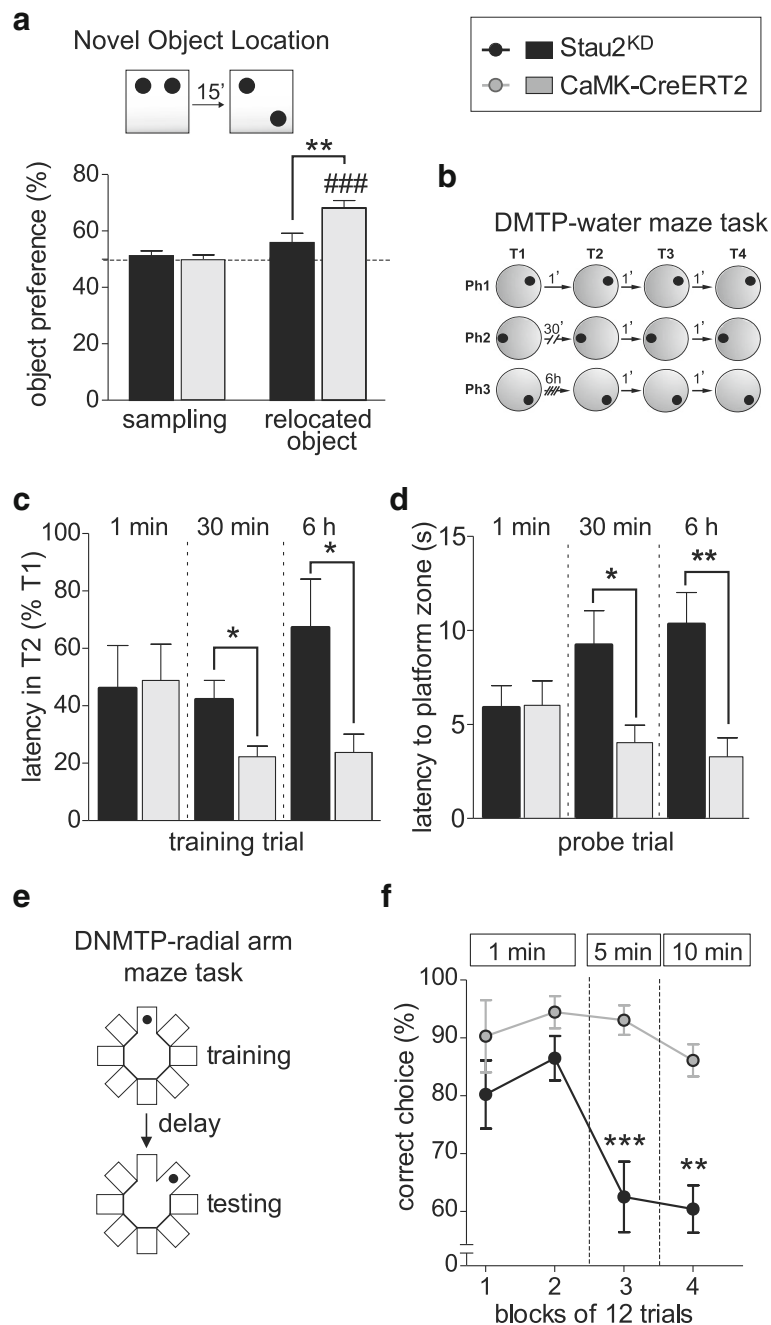 a
Novel Object Location
15'
Stau2KD
CaMK-CreERT2
object preference (%)
80
60
40
20
0
**
###
sampling
relocated
object
b
DMTP-water maze task
T1 T2 T3 T4
Ph1 1' 1' 1'
Ph2 30' 1' 1'
Ph3 6h 1' 1'
c
latency in T2 (% T1)
100
80
60
40
20
0
1 min 30 min 6 h
*
*
training trial
d
latency to platform zone (s)
15
10
5
0
1 min 30 min 6 h
*
**
probe trial
e
DNMTP-radial arm
maze task
training
delay
testing
f
1 min 5 min 10 min
correct choice (%)
100
90
80
70
60
0
***
**
1 2 3 4
blocks of 12 trials